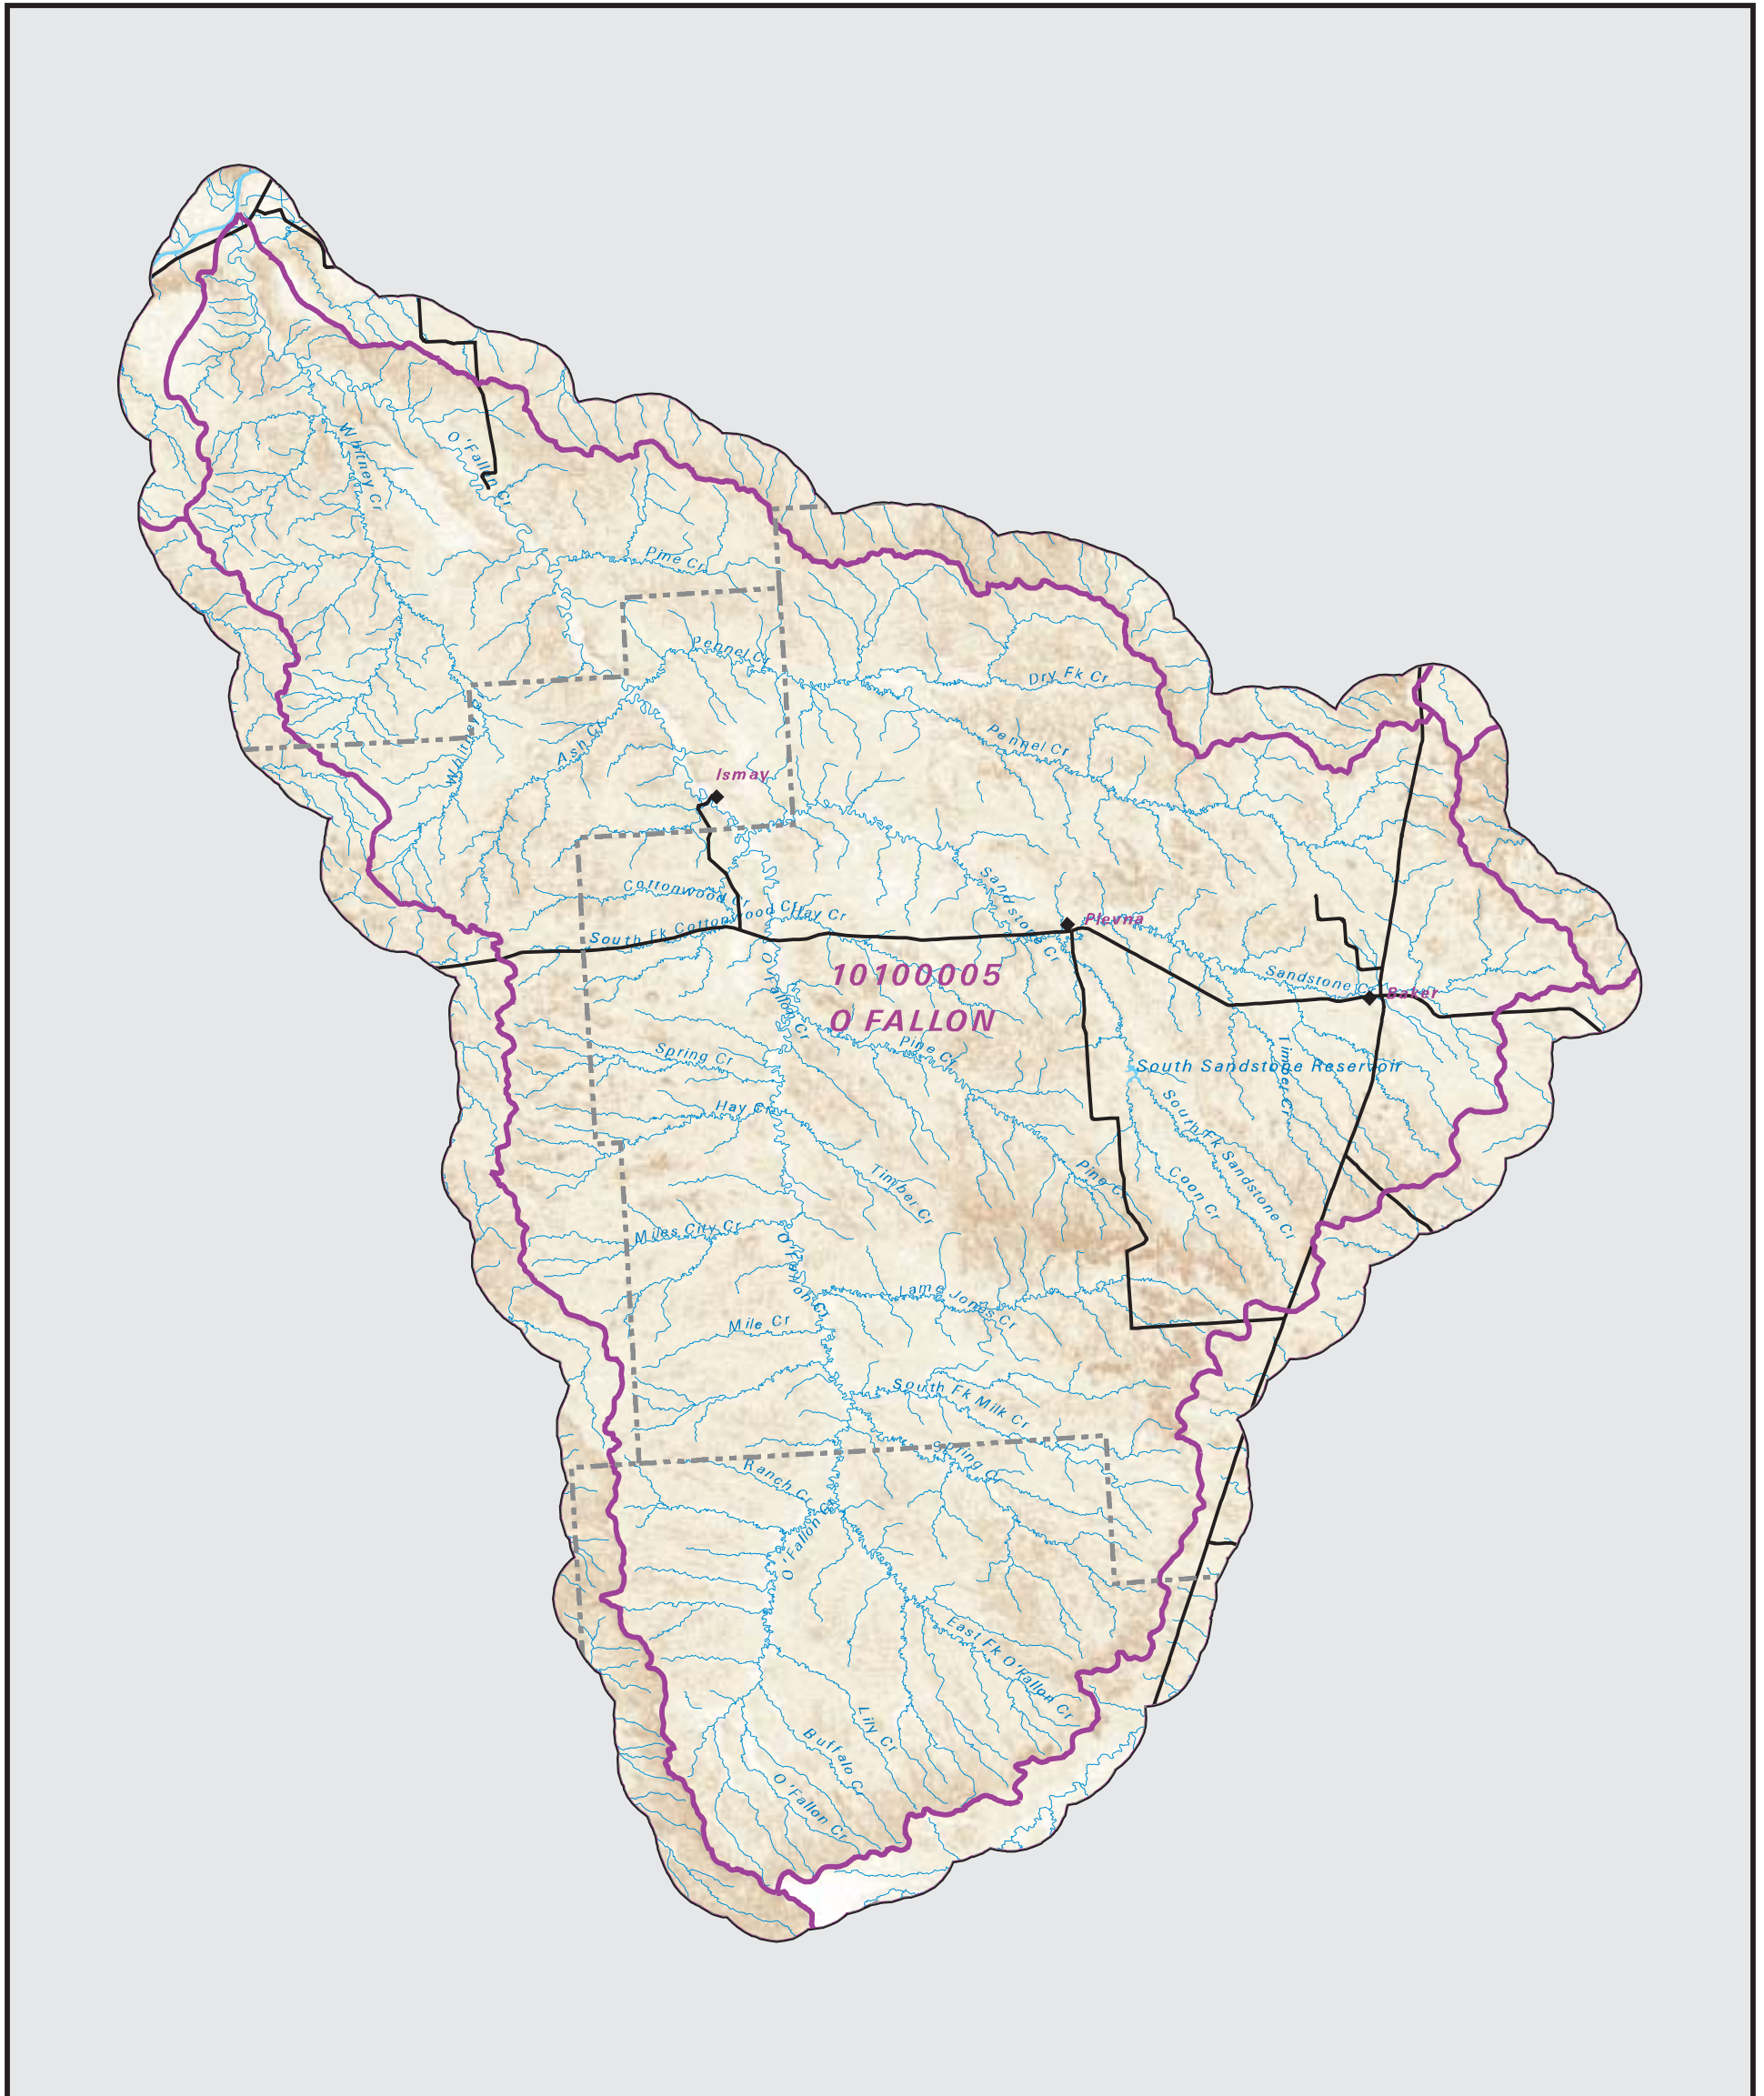 Whitney Cr
O'Fallon Cr
Pine Cr
Pennel Cr
Dry Fk Cr
Whitney
Ash Cr
Pennel Cr
Ismay
Sandstone Cr
Cottonwood Cr
South Fk Cottonwood Cr
Hay Cr
Plevna
10100005
O FALLON
O'Fallon Cr
Sandstone Cr
Baker
Spring Cr
Pine Cr
South Sandstone Reservoir
Timber Cr
Hay Cr
South Fk Sandstone Cr
Timber Cr
Pine Cr
Coon Cr
Miles City Cr
O'Fallon Cr
Lame Jones Cr
Mile Cr
South Fk Milk Cr
Spring Cr
Ranch Cr
O'Fallon Cr
East Fk O'Fallon Cr
Lily Cr
Buffalo Cr
O'Fallon Cr